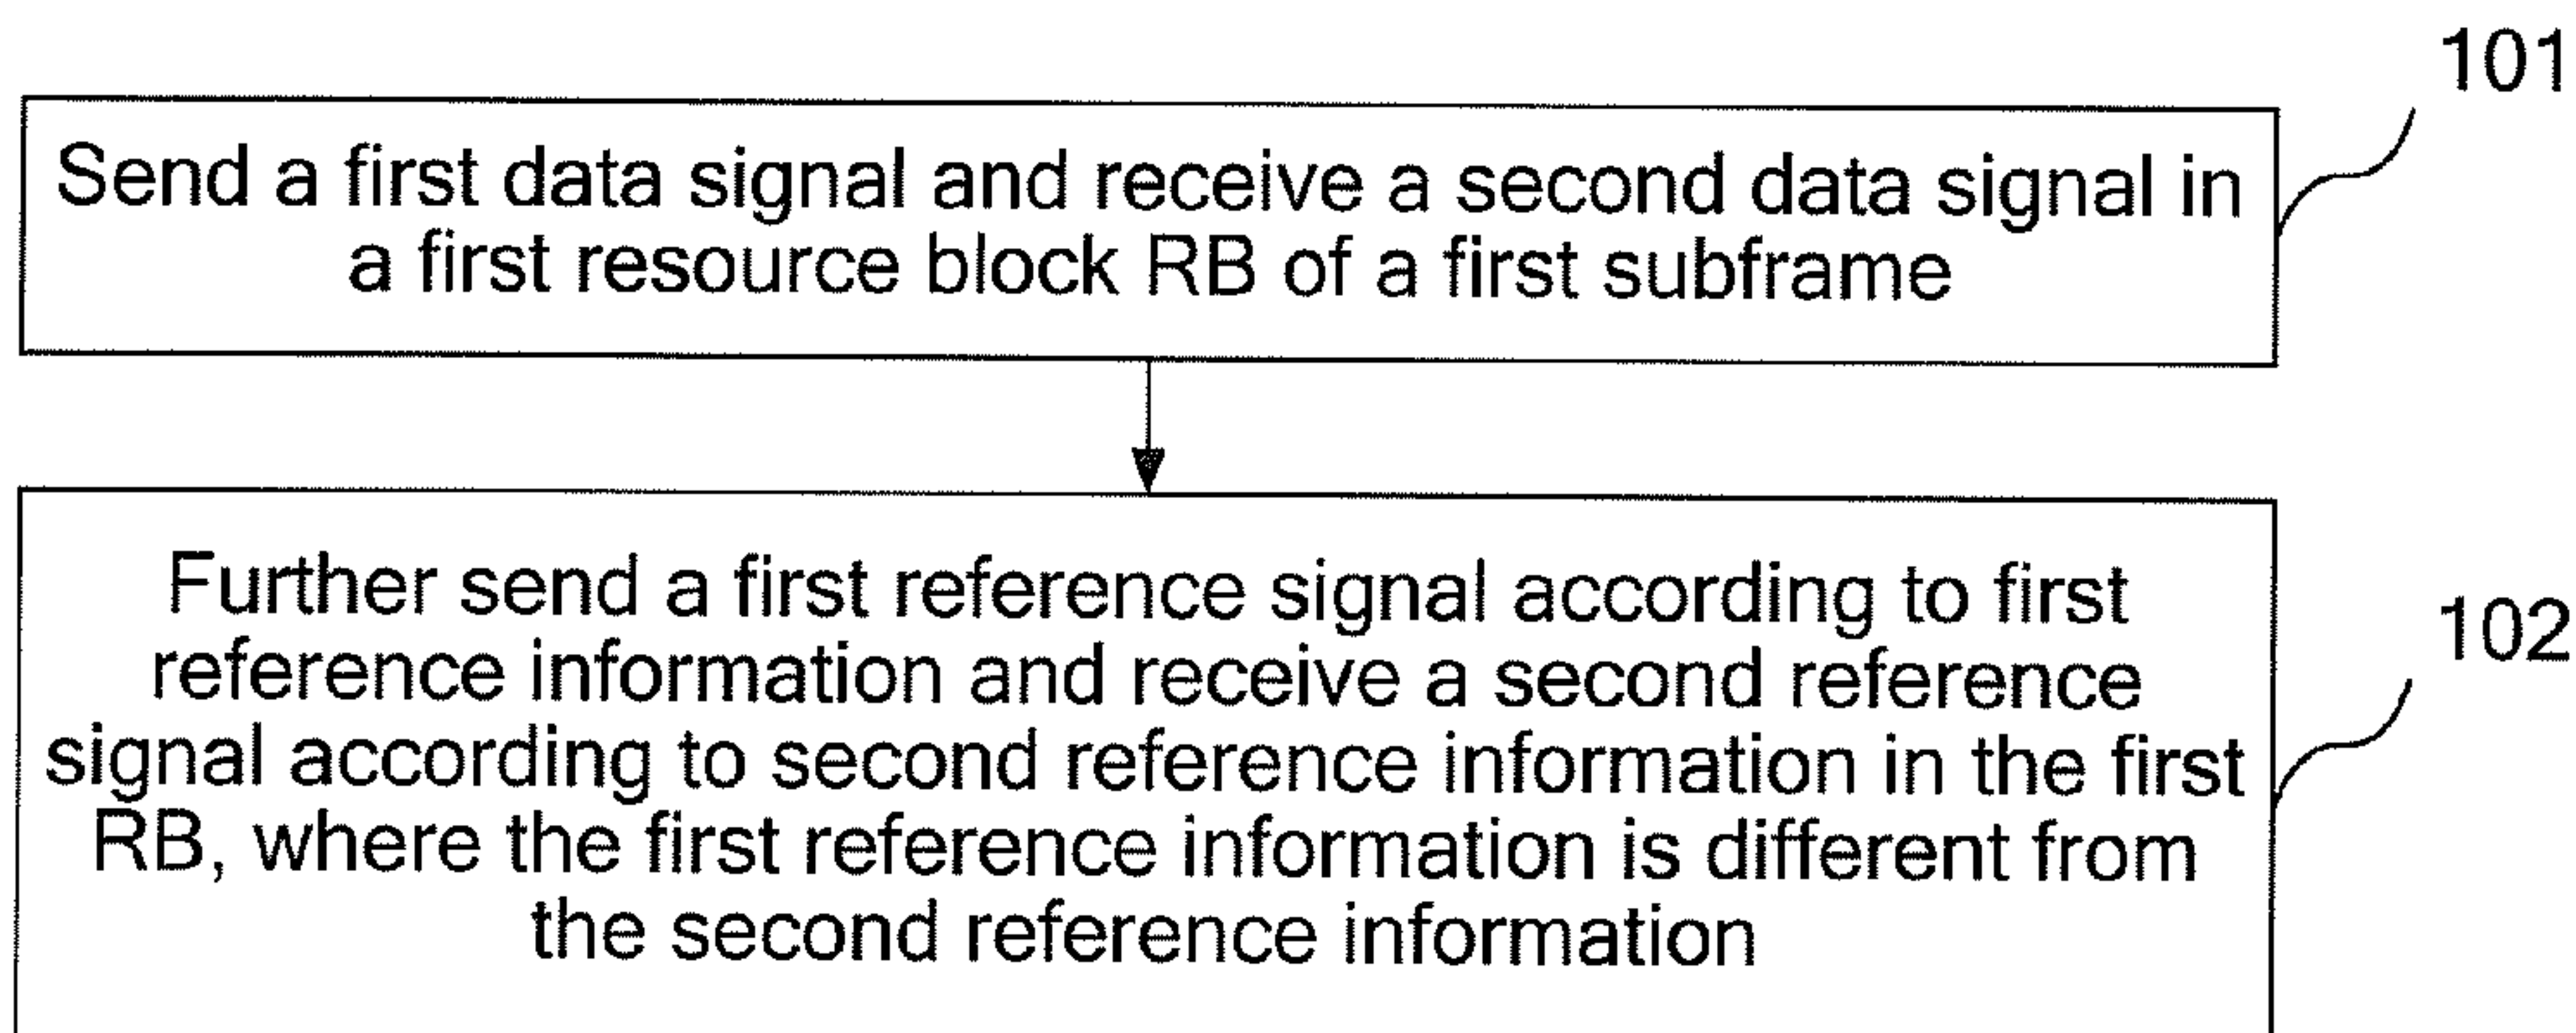 101
Send a first data signal and receive a second data signal in
a first resource block RB of a first subframe
102
Further send a first reference signal according to first
reference information and receive a second reference
signal according to second reference information in the first
RB, where the first reference information is different from
the second reference information